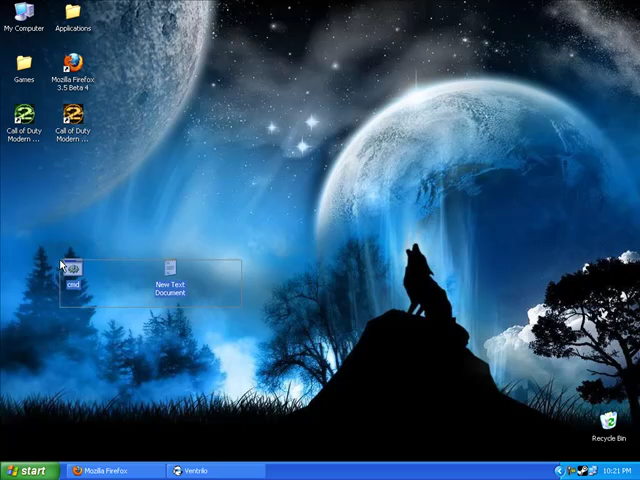 My Computer
Applications
Games
Mozilla Firefox
3.5 Beta 4
Call of Duty
Modern ...
Call of Duty
Modern ...
cmd
New Text
Document
Recycle Bin
start
Mozilla Firefox
Ventrilo
10:21 PM